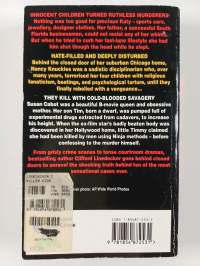 INNOCENT CHILDREN TURNED RUTHLESS MURDERERS-
Nothing was too good for precious Katy - sports cars,
jewellery, designer clothes. Her father, a successful South
Florida businessman, could not resist any of her wants.
But when he tried to curb her fast-lane lifestyle she had
him shot though the head while he slept.
HATE-FILLED AND DEEPLY DISTURBED
Behind the closed door of her suburban Chicago home,
Nancy Knuckles was a sadistic disciplinarian who, over
many years, terrorised her four children with religious
fanaticism, beatings, and psychological torture, until they
finally rebelled with a vengeance...
THEY KILL WITH COLD-BLOODED SAVAGERY
Susan Cabot was a beautiful B-movie queen and obsessive
mother. Her son Tim, born a dwarf, was pumped full of
experimental drugs extracted from cadavers, to increase
his height. When the ex-film star's badly beaten body was
discovered in her Hollywood home, little Timmy claimed
she had been killed by men using Ninja methods - before
confessing to the murder himself.
From grisly crime scenes to tense courtroom dramas,
bestselling author Clifford Linedecker goes behind closed
doors to unravel the shocking truth behind ten of the most
sensational cases ever.
photo: AP/Wide World Photos
KILLER KIDS